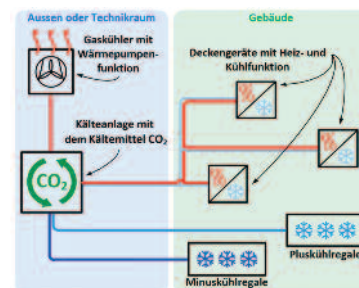 Aussen oder Technikraum
Gebäude
Gaskühler mit
Wärmepumpen-
funktion
Deckengeräte mit Heiz- und
Kühlfunktion
Kälteanlage mit
dem Kältemittel CO₂
CO₂
Pluskühlregale
Minuskühlregale